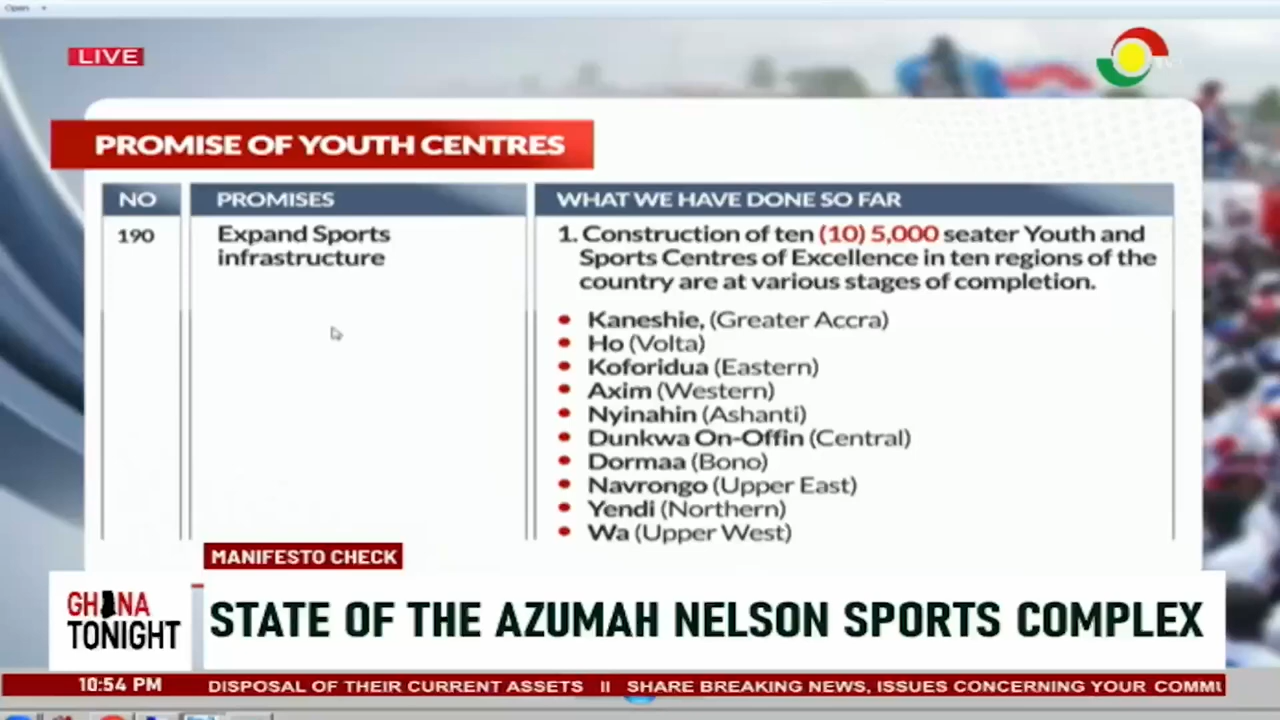 Open
LIVE
PROMISE OF YOUTH CENTRES
NO
PROMISES
WHAT WE HAVE DONE SO FAR
190
Expand Sports
infrastructure
1. Construction of ten (10) 5,000 seater Youth and
Sports Centres of Excellence in ten regions of the
country are at various stages of completion.
Kaneshie, (Greater Accra)
Ho (Volta)
Koforidua (Eastern)
Axim (Western)
Nyinahin (Ashanti)
Dunkwa On-Offin (Central)
Dormaa (Bono)
Navrongo (Upper East)
Yendi (Northern)
Wa (Upper West)
MANIFESTO CHECK
GHANA
TONIGHT
STATE OF THE AZUMAH NELSON SPORTS COMPLEX
10:54 PM
DISPOSAL OF THEIR CURRENT ASSETS II SHARE BREAKING NEWS, ISSUES CONCERNING YOUR COMMU